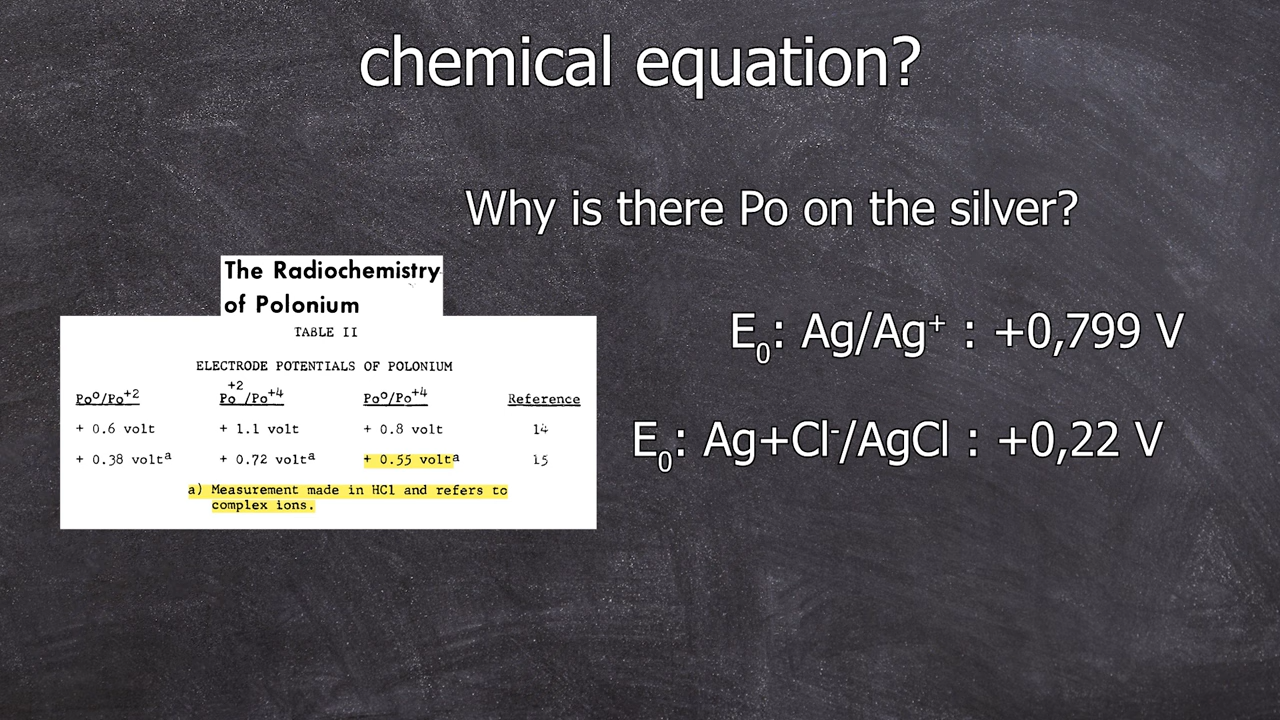 chemical equation?
Why is there Po on the silver?
The Radiochemistry
of Polonium
TABLE II
ELECTRODE POTENTIALS OF POLONIUM
Po⁰/Po⁺² Po⁺²/Po⁺⁴ Po⁰/Po⁺⁴ Reference
+ 0.6 volt + 1.1 volt + 0.8 volt 14
+ 0.38 voltᵃ + 0.72 voltᵃ + 0.55 voltᵃ 15
a) Measurement made in HCl and refers to
complex ions.
E₀: Ag/Ag⁺ : +0,799 V
E₀: Ag+Cl⁻/AgCl : +0,22 V